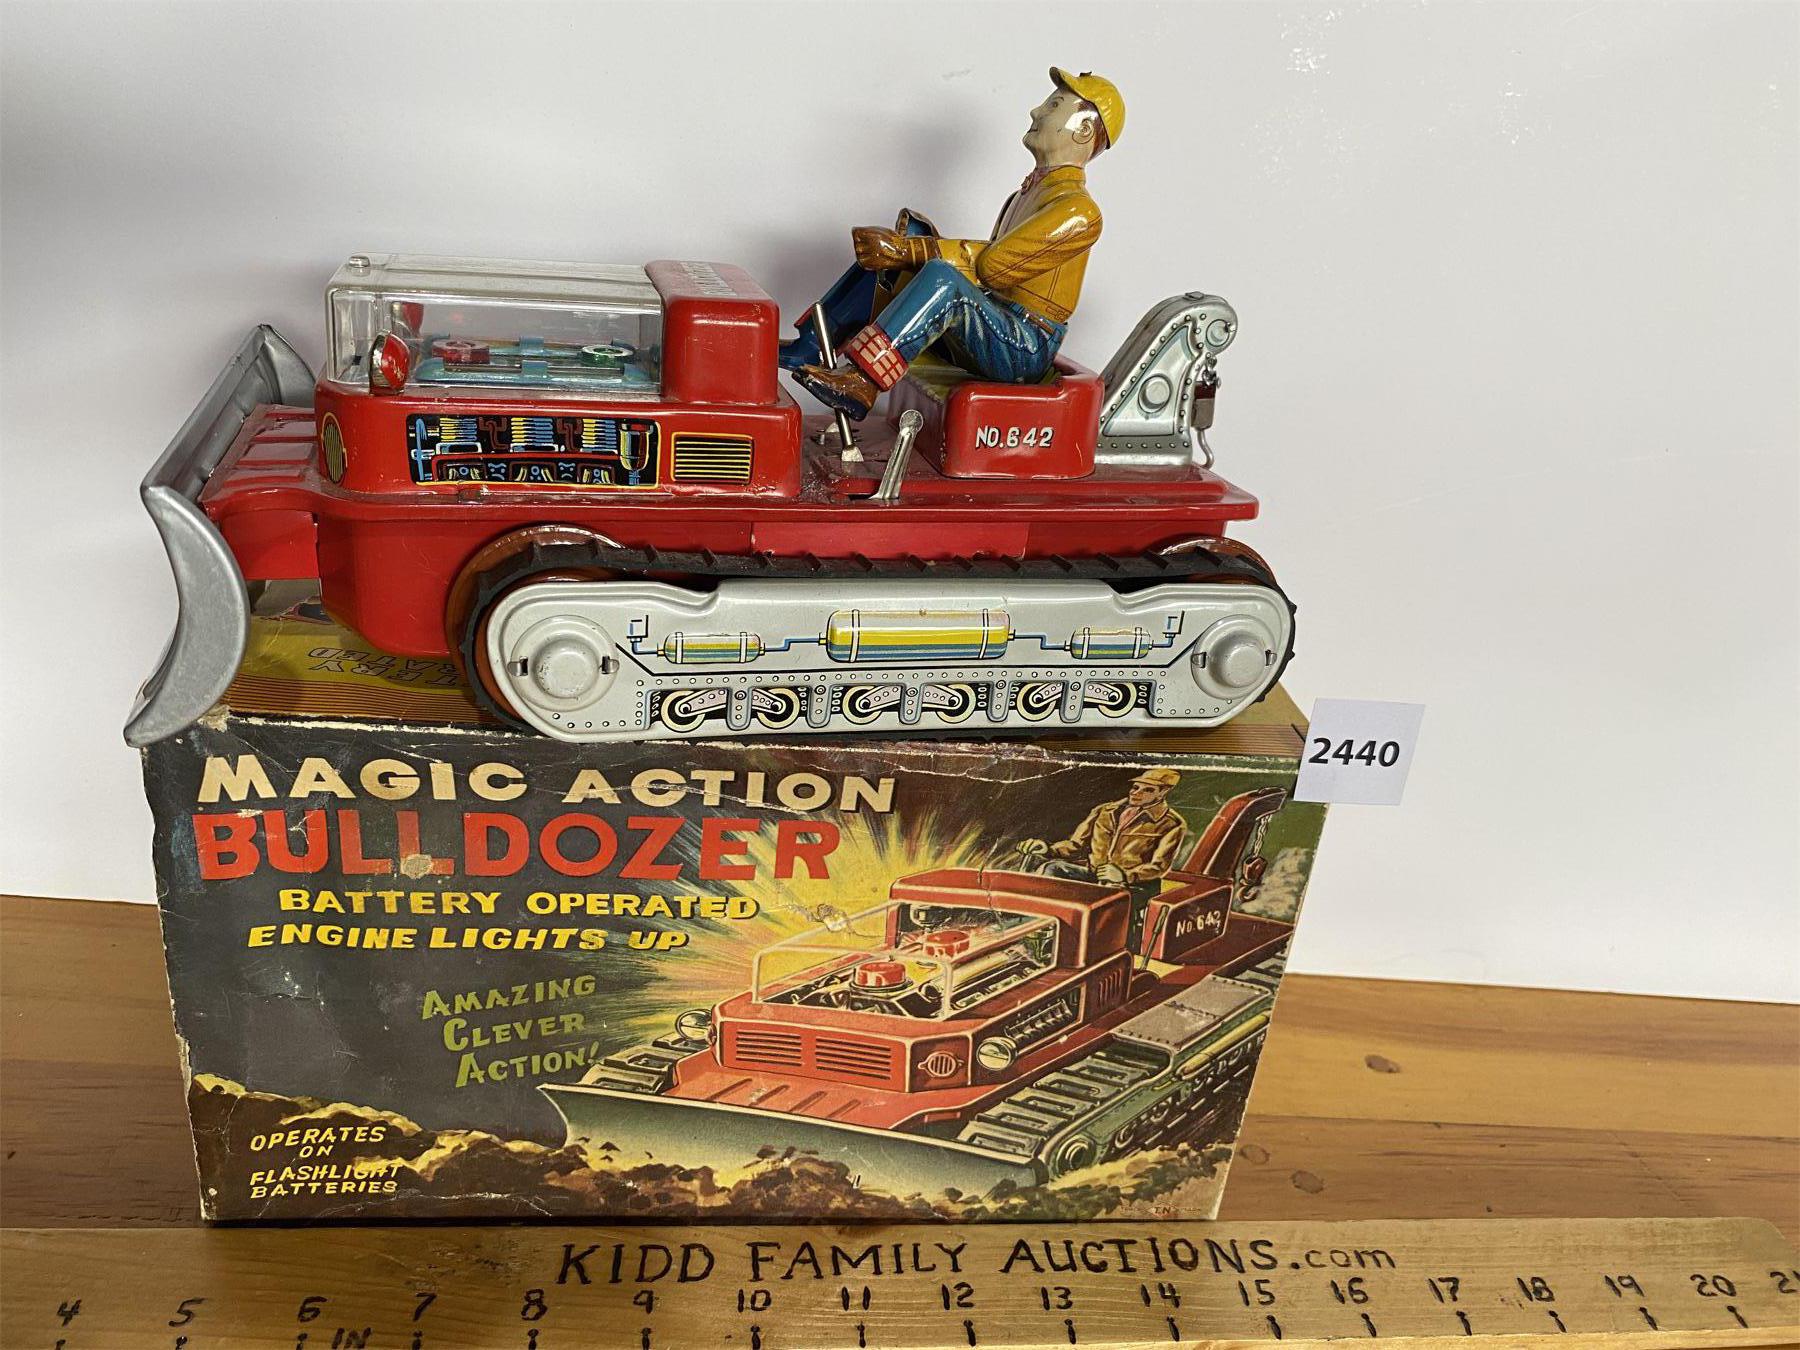 NO.642
2440
MAGIC ACTION
BULLDOZER
BATTERY OPERATED
ENGINE LIGHTS UP
AMAZING
CLEVER
ACTION!
No.642
OPERATES
ON
FLASHLIGHT
BATTERIES
T.N
KIDD FAMILY AUCTIONS.com
4 5 6 7 8 9 10 11 12 13 14 15 16 17 18 19 20
IN